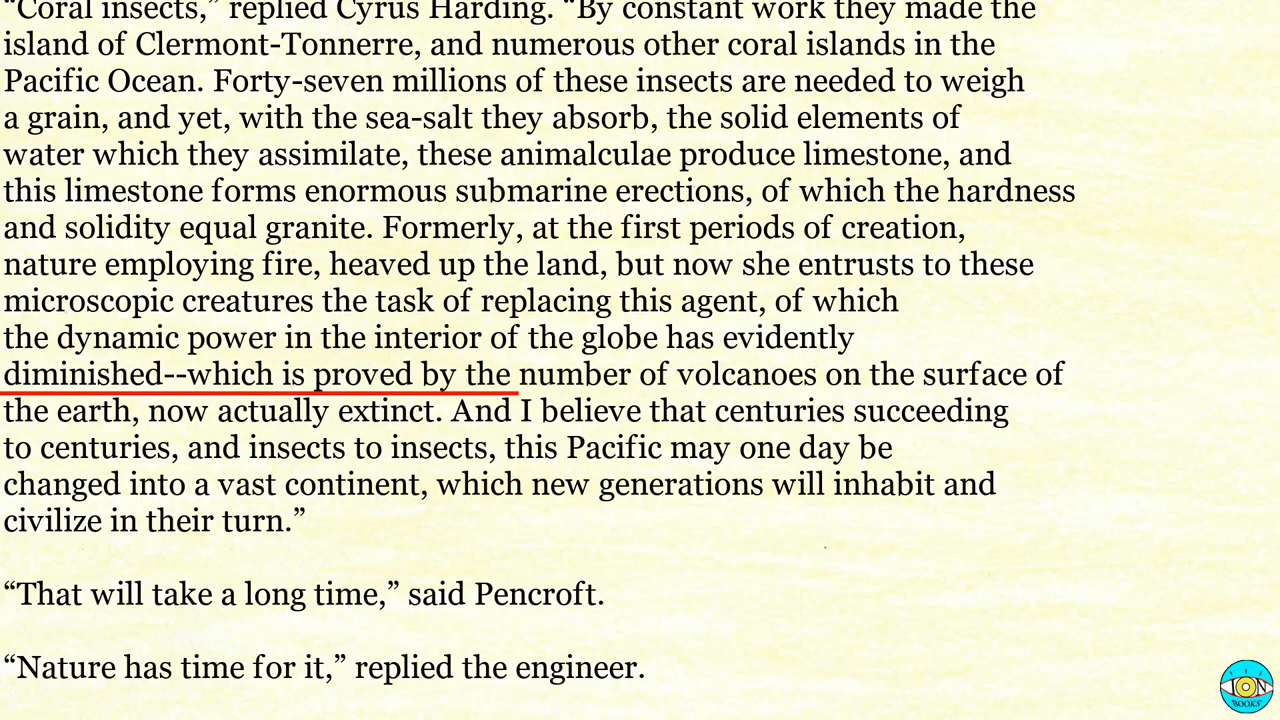 “Coral insects,” replied Cyrus Harding. “By constant work they made the
island of Clermont-Tonnerre, and numerous other coral islands in the
Pacific Ocean. Forty-seven millions of these insects are needed to weigh
a grain, and yet, with the sea-salt they absorb, the solid elements of
water which they assimilate, these animalculae produce limestone, and
this limestone forms enormous submarine erections, of which the hardness
and solidity equal granite. Formerly, at the first periods of creation,
nature employing fire, heaved up the land, but now she entrusts to these
microscopic creatures the task of replacing this agent, of which
the dynamic power in the interior of the globe has evidently
diminished--which is proved by the number of volcanoes on the surface of
the earth, now actually extinct. And I believe that centuries succeeding
to centuries, and insects to insects, this Pacific may one day be
changed into a vast continent, which new generations will inhabit and
civilize in their turn.”
“That will take a long time,” said Pencroft.
“Nature has time for it,” replied the engineer.
ION
BOOKS